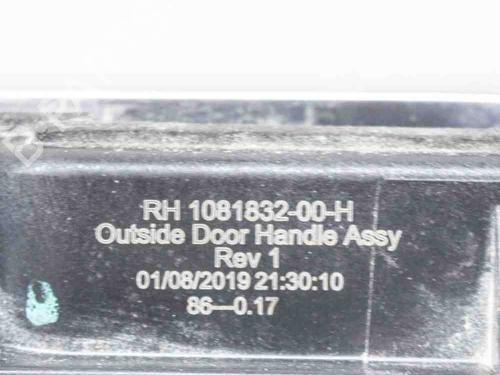 RH 1081832-00-H
Outside Door Handle Assy
Rev 1
01/08/2019 21:30:10
86—0.17